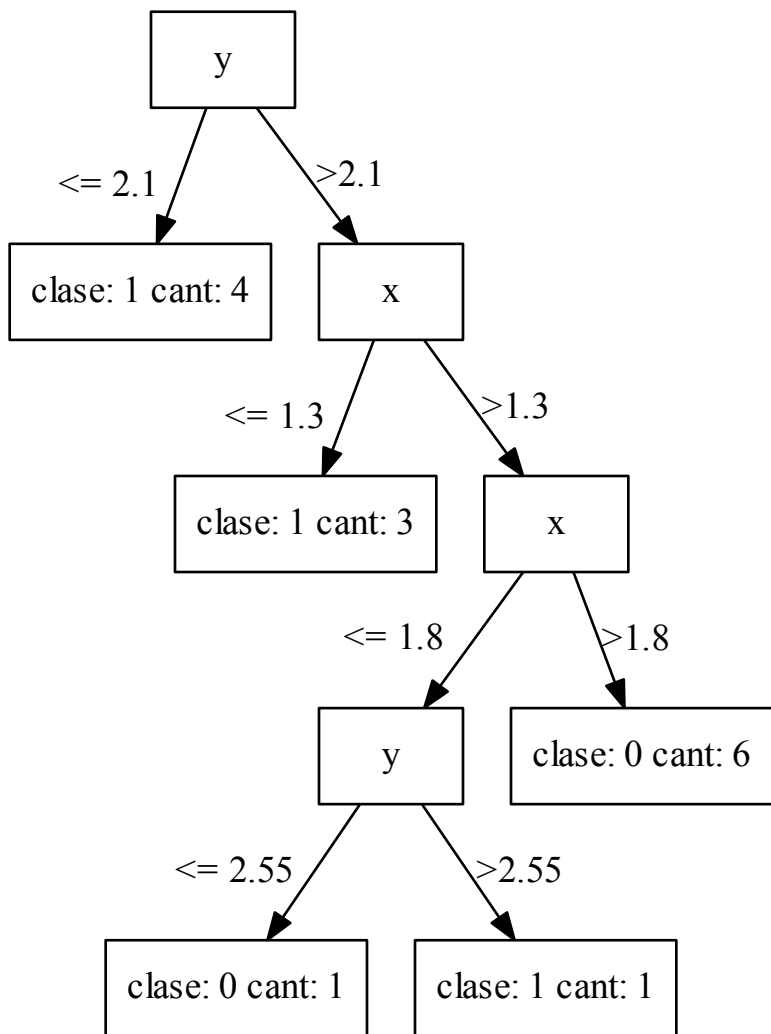 y
<= 2.1
>2.1
clase: 1 cant: 4
x
<= 1.3
>1.3
clase: 1 cant: 3
x
<= 1.8
>1.8
y
clase: 0 cant: 6
<= 2.55
>2.55
clase: 0 cant: 1
clase: 1 cant: 1